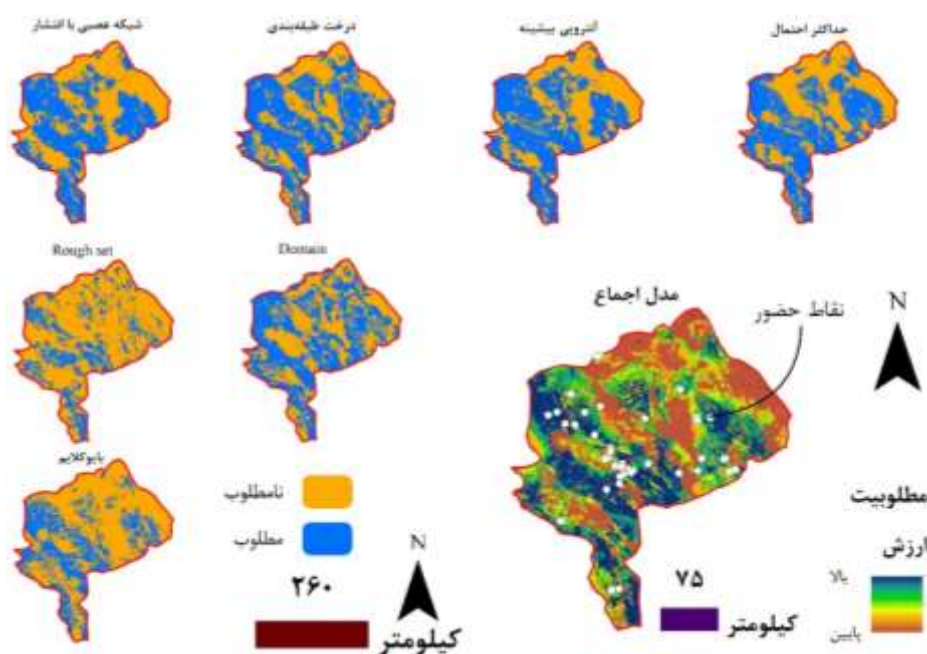 حداکثر احتمال
آنتروپی بیشینه
درخت طبقه‌بندی
شبکه عصبی با انتشار
Rough set
Domain
مدل اجماع
نقاط حضور
N
بایوکلایم
نامطلوب
مطلوب
N
۲۶۰
کیلومتر
۷۵
کیلومتر
مطلوبیت
ارزش
بالا
پایین